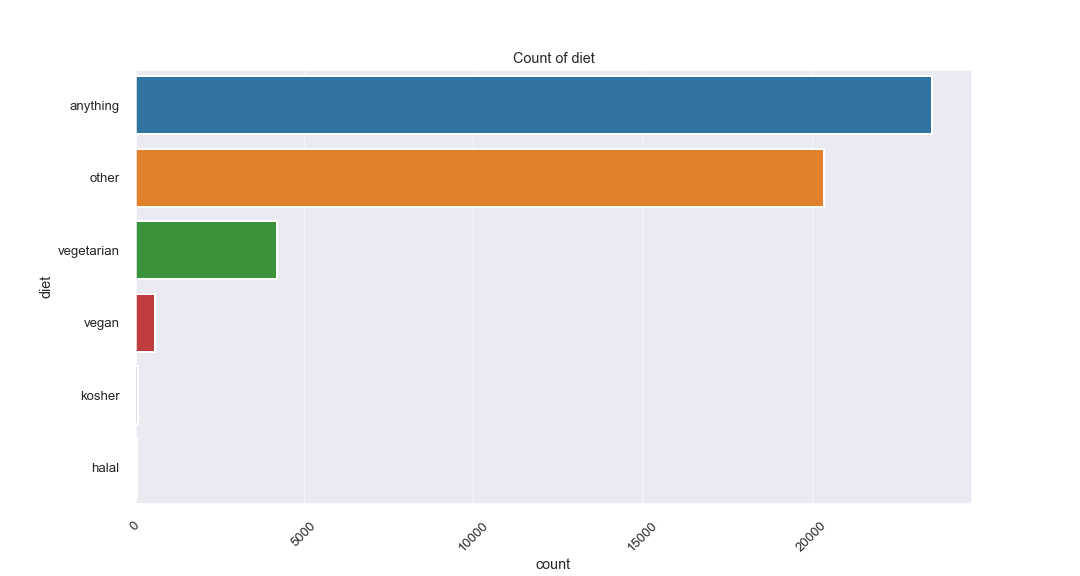 Count of diet
anything
other
vegetarian
vegan
kosher
halal
diet
0
5000
10000
15000
20000
count